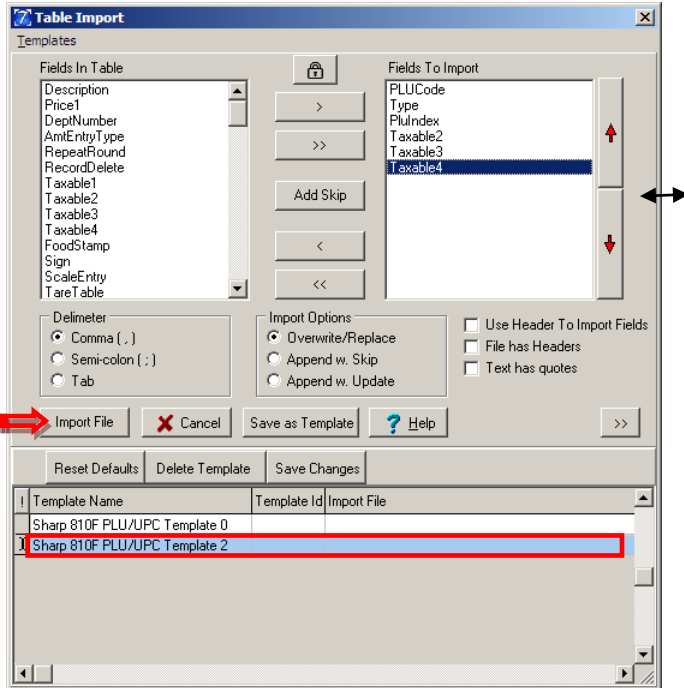 Table Import
Templates
Fields In Table
Fields To Import
Description
Price1
DeptNumber
AmtEntryType
RepeatRound
RecordDelete
Taxable1
Taxable2
Taxable3
Taxable4
FoodStamp
Sign
ScaleEntry
TareTable
>
>>
Add Skip
<
<<
PLUCode
Type
PluIndex
Taxable2
Taxable3
Taxable4
Delimeter
Comma ( , )
Semi-colon ( ; )
Tab
Import Options
Overwrite/Replace
Append w. Skip
Append w. Update
Use Header To Import Fields
File has Headers
Text has quotes
Import File
Cancel
Save as Template
? Help
>>
Reset Defaults
Delete Template
Save Changes
! Template Name Template Id Import File
Sharp 810F PLU/UPC Template 0
Sharp 810F PLU/UPC Template 2